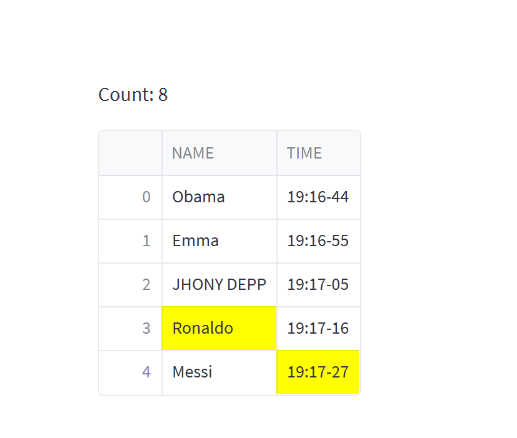 Count: 8
NAME TIME
0 Obama 19:16-44
1 Emma 19:16-55
2 JHONY DEPP 19:17-05
3 Ronaldo 19:17-16
4 Messi 19:17-27